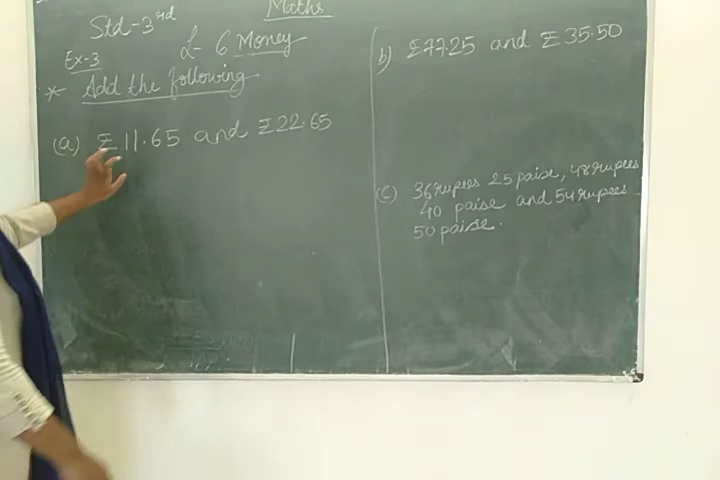 Maths
Std-3rd
L-6 Money
Ex-3
* Add the following
(a) ₹11.65 and ₹22.65
b) ₹77.25 and ₹35.50
(c) 36 rupees 25 paise, 48 rupees
40 paise and 54 rupees
50 paise.